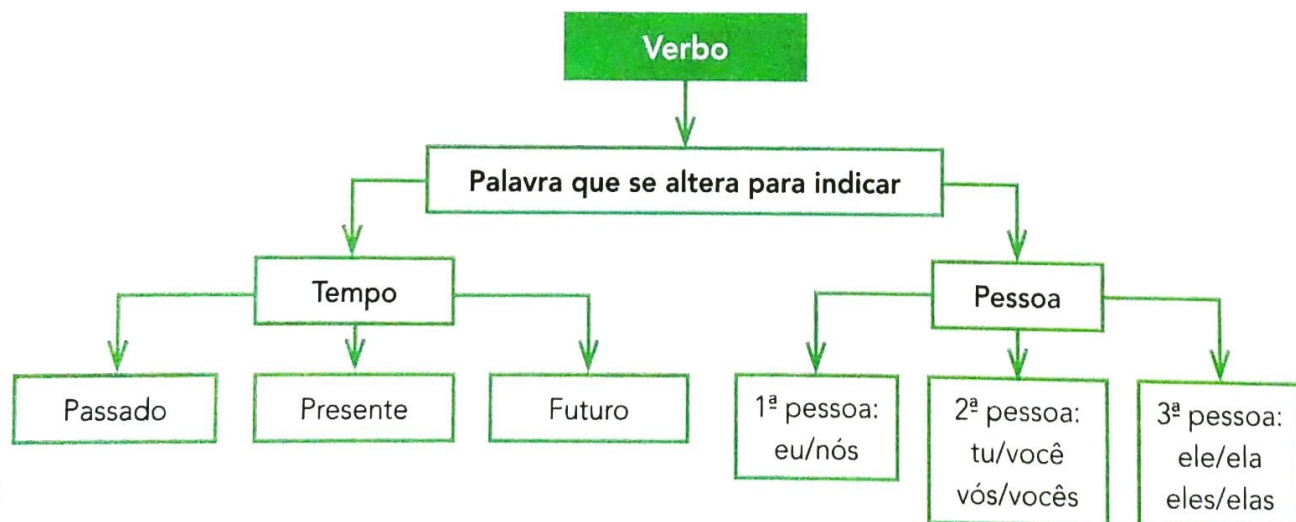 Verbo
Palavra que se altera para indicar
Tempo
Pessoa
Passado
Presente
Futuro
1ª pessoa:
eu/nós
2ª pessoa:
tu/você
vós/vocês
3ª pessoa:
ele/ela
eles/elas